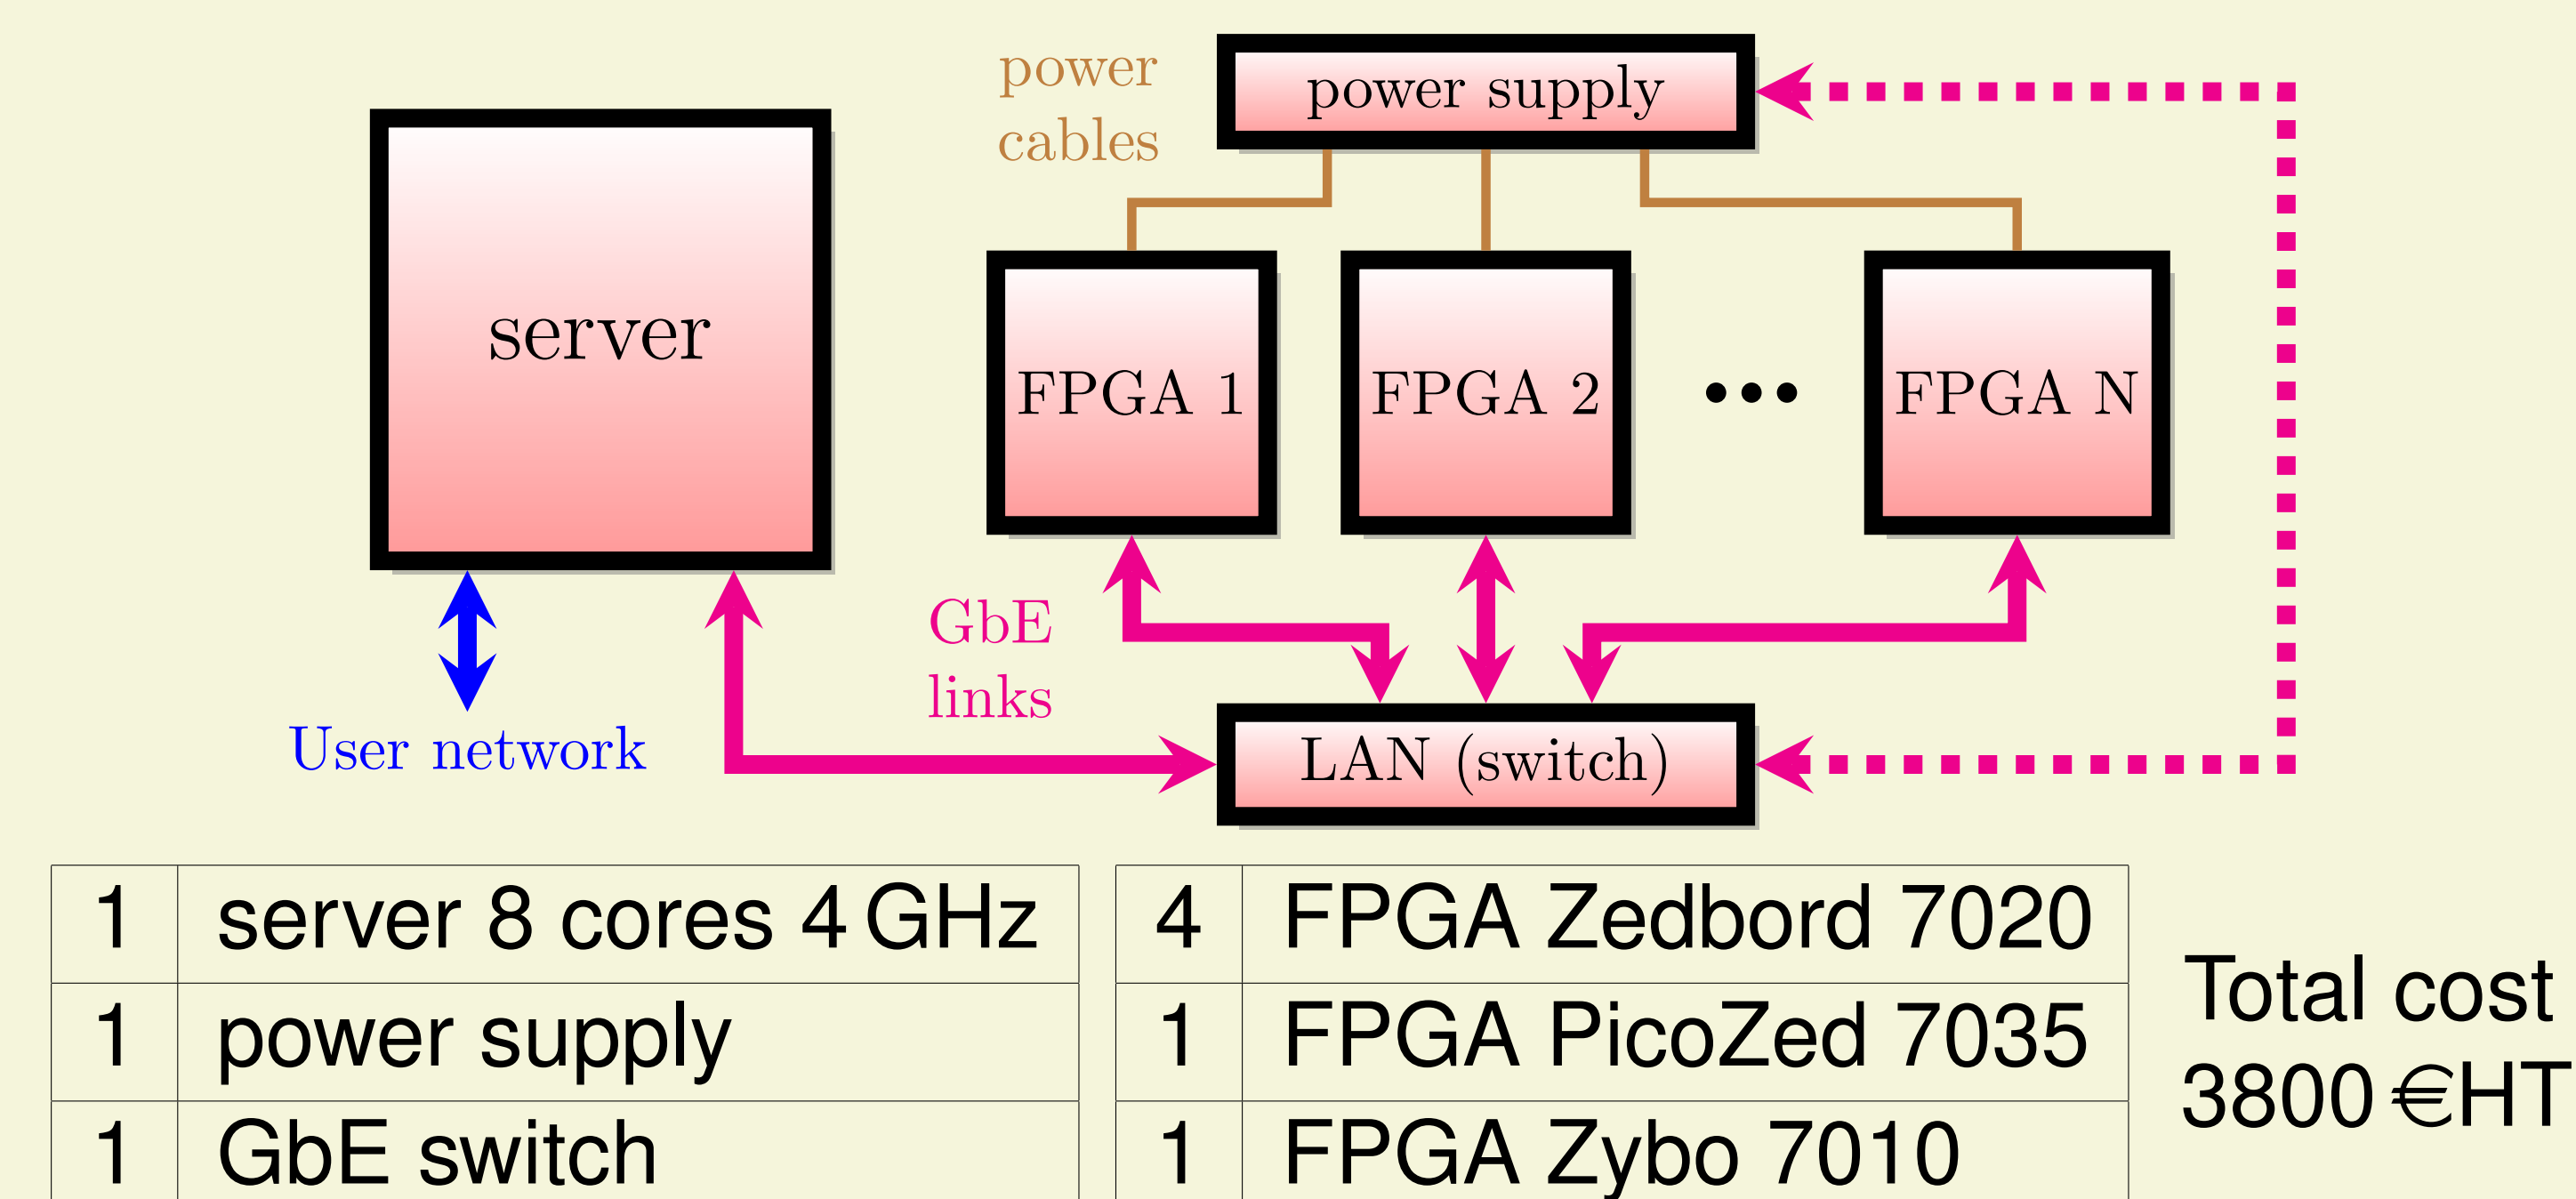 power
cables
power supply
server
FPGA 1
FPGA 2
FPGA N
GbE
links
User network
LAN (switch)
1 server 8 cores 4 GHz
1 power supply
1 GbE switch
4 FPGA Zedbord 7020
1 FPGA PicoZed 7035
1 FPGA Zybo 7010
Total cost
3800 €HT